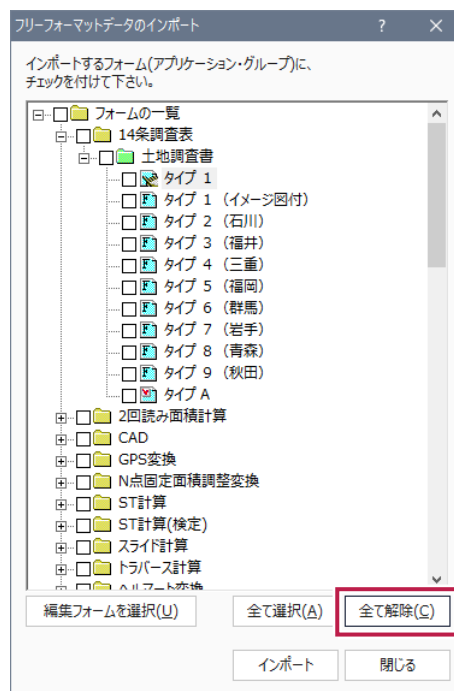 フリーフォーマットデータのインポート ? ×
インポートするフォーム(アプリケーション・グループ)に、
チェックを付けて下さい。
フォームの一覧
14条調査表
土地調査書
タイプ 1
タイプ 1 （イメージ図付）
タイプ 2 （石川）
タイプ 3 （福井）
タイプ 4 （三重）
タイプ 5 （福岡）
タイプ 6 （群馬）
タイプ 7 （岩手）
タイプ 8 （青森）
タイプ 9 （秋田）
タイプ A
2回読み面積計算
CAD
GPS変換
N点固定面積調整変換
ST計算
ST計算(検定)
スライド計算
トラバース計算
ヘルマート変換
編集フォームを選択(U) 全て選択(A) 全て解除(C)
インポート 閉じる